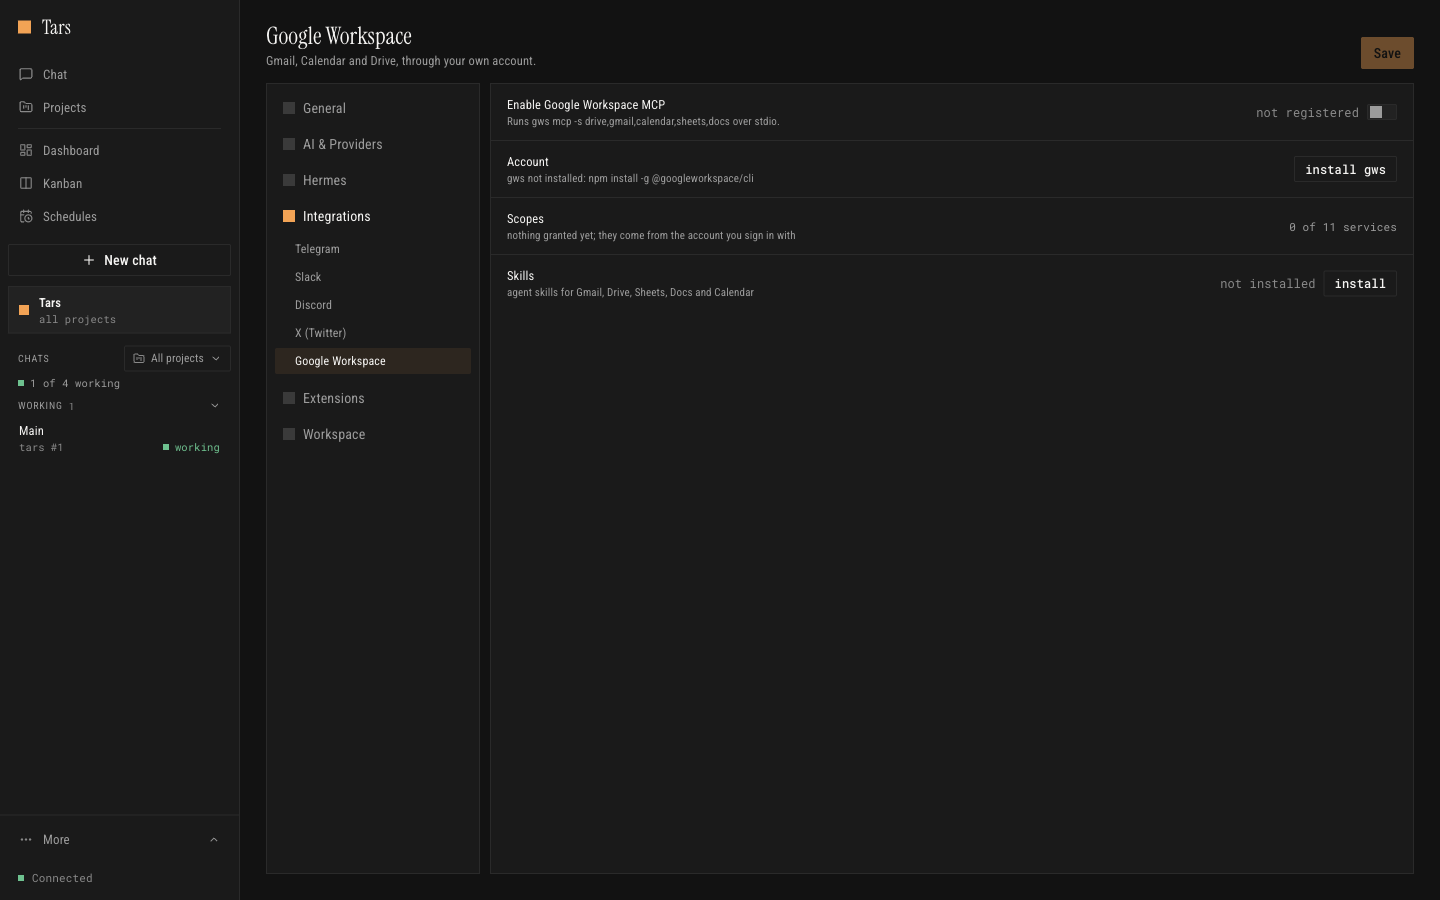 Tars
Chat
Projects
Dashboard
Kanban
Schedules
New chat
Tars
all projects
CHATS
All projects
1 of 4 working
WORKING 1
Main
tars #1
working
More
Connected
Google Workspace
Gmail, Calendar and Drive, through your own account.
Save
General
AI & Providers
Hermes
Integrations
Telegram
Slack
Discord
X (Twitter)
Google Workspace
Extensions
Workspace
Enable Google Workspace MCP
Runs gws mcp -s drive,gmail,calendar,sheets,docs over stdio.
not registered
Account
gws not installed: npm install -g @googleworkspace/cli
install gws
Scopes
nothing granted yet; they come from the account you sign in with
0 of 11 services
Skills
agent skills for Gmail, Drive, Sheets, Docs and Calendar
not installed
install